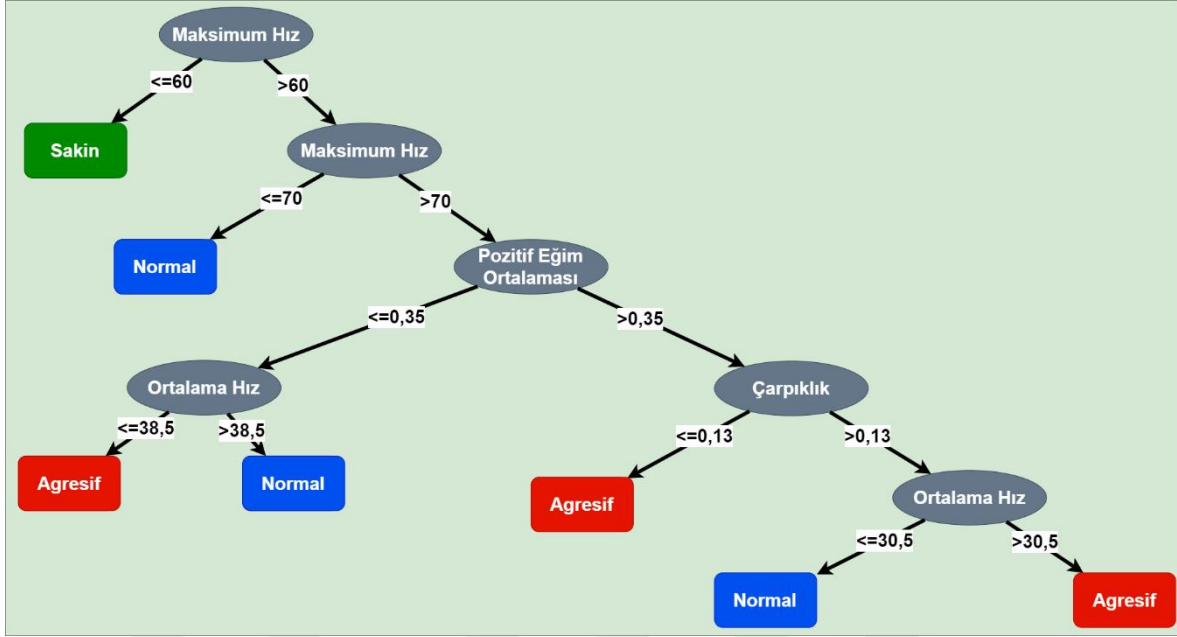 Maksimum Hız
<=60
>60
Sakin
Maksimum Hız
<=70
>70
Normal
Pozitif Eğim
Ortalaması
<=0,35
>0,35
Ortalama Hız
Çarpıklık
<=38,5
>38,5
<=0,13
>0,13
Agresif
Normal
Agresif
Ortalama Hız
<=30,5
>30,5
Normal
Agresif